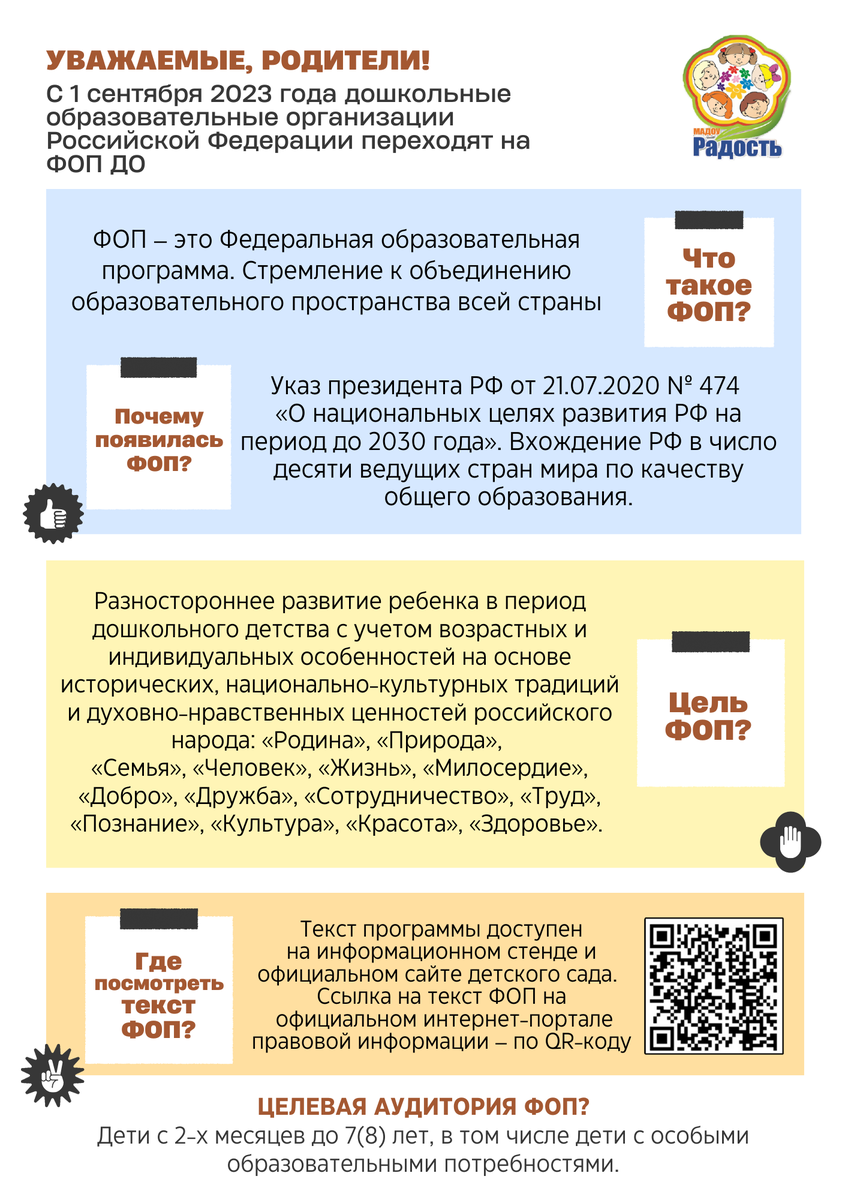 УВАЖАЕМЫЕ, РОДИТЕЛИ!
С 1 сентября 2023 года дошкольные
образовательные организации
Российской Федерации переходят на
ФОП ДО
МАДОУ
Радость
ФОП – это Федеральная образовательная
программа. Стремление к объединению
образовательного пространства всей страны
Что
такое
ФОП?
Почему
появилась
ФОП?
Указ президента РФ от 21.07.2020 № 474
«О национальных целях развития РФ на
период до 2030 года». Вхождение РФ в число
десяти ведущих стран мира по качеству
общего образования.
Разностороннее развитие ребенка в период
дошкольного детства с учетом возрастных и
индивидуальных особенностей на основе
исторических, национально-культурных традиций
и духовно-нравственных ценностей российского
народа: «Родина», «Природа»,
«Семья», «Человек», «Жизнь», «Милосердие»,
«Добро», «Дружба», «Сотрудничество», «Труд»,
«Познание», «Культура», «Красота», «Здоровье».
Цель
ФОП?
Где
посмотреть
текст
ФОП?
Текст программы доступен
на информационном стенде и
официальном сайте детского сада.
Ссылка на текст ФОП на
официальном интернет-портале
правовой информации – по QR-коду
ЦЕЛЕВАЯ АУДИТОРИЯ ФОП?
Дети с 2-х месяцев до 7(8) лет, в том числе дети с особыми
образовательными потребностями.